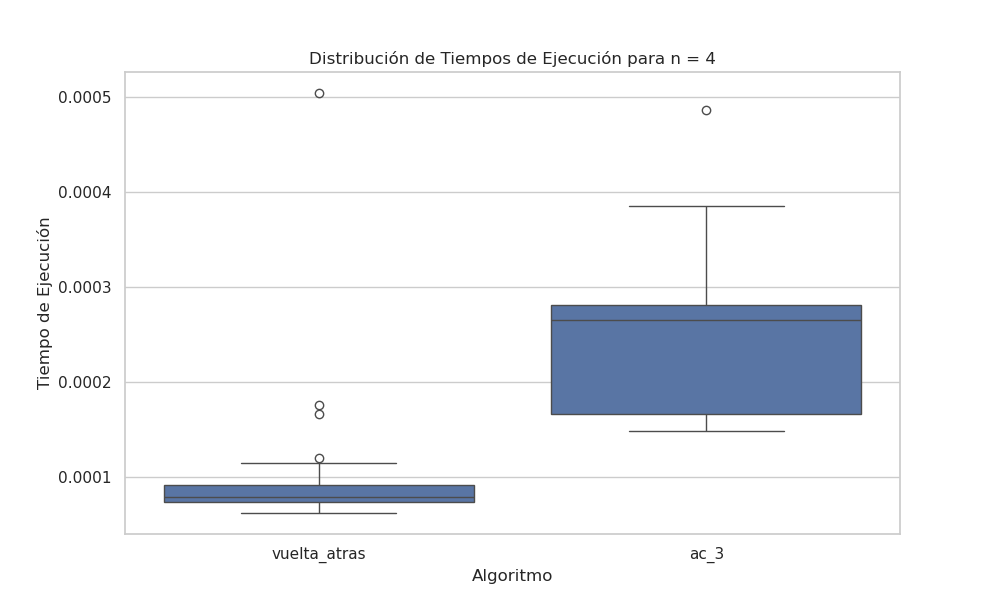 Distribución de Tiempos de Ejecución para n = 4
Tiempo de Ejecución
0.0005
0.0004
0.0003
0.0002
0.0001
vuelta_atras
ac_3
Algoritmo